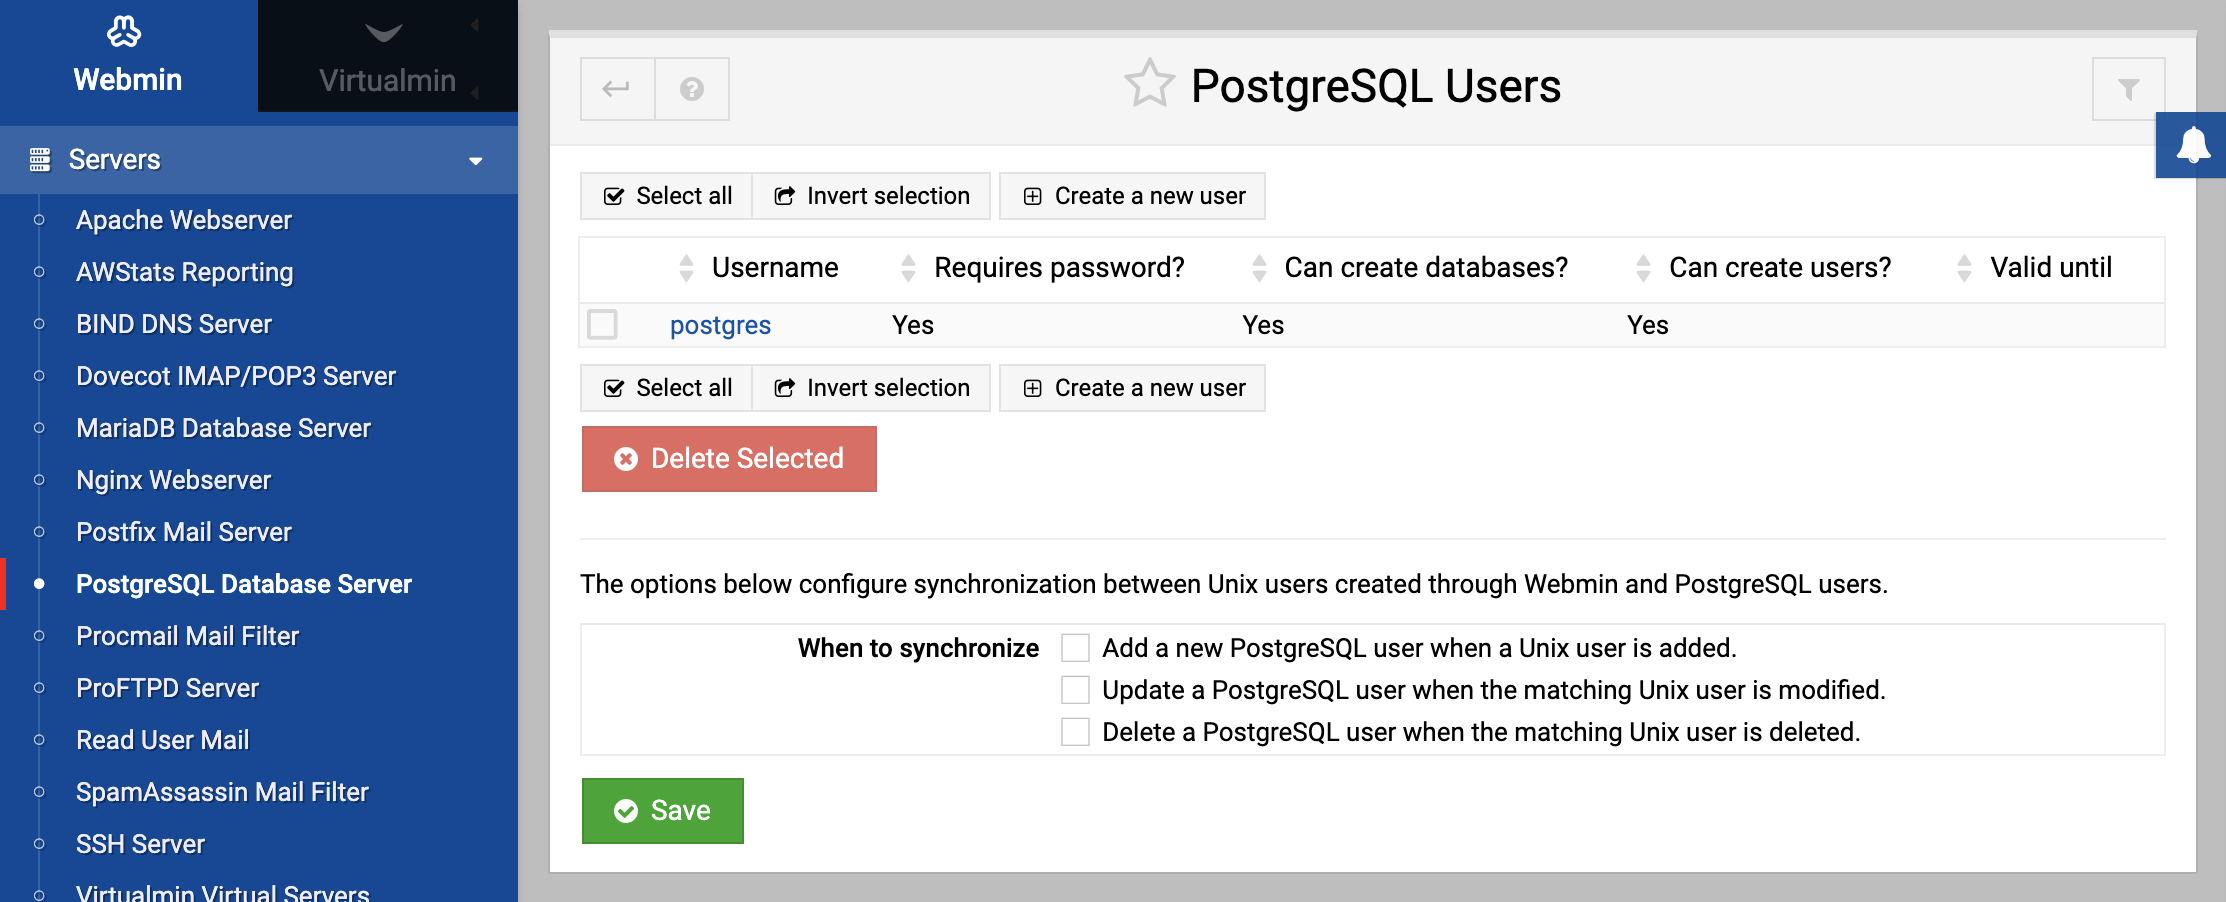 Webmin
Virtualmin
Servers
Apache Webserver
AWStats Reporting
BIND DNS Server
Dovecot IMAP/POP3 Server
MariaDB Database Server
Nginx Webserver
Postfix Mail Server
PostgreSQL Database Server
Procmail Mail Filter
ProFTPD Server
Read User Mail
SpamAssassin Mail Filter
SSH Server
Virtualmin Virtual Servers
PostgreSQL Users
Select all Invert selection Create a new user
Username Requires password? Can create databases? Can create users? Valid until
postgres Yes Yes Yes
Select all Invert selection Create a new user
Delete Selected
The options below configure synchronization between Unix users created through Webmin and PostgreSQL users.
When to synchronize Add a new PostgreSQL user when a Unix user is added.
Update a PostgreSQL user when the matching Unix user is modified.
Delete a PostgreSQL user when the matching Unix user is deleted.
Save